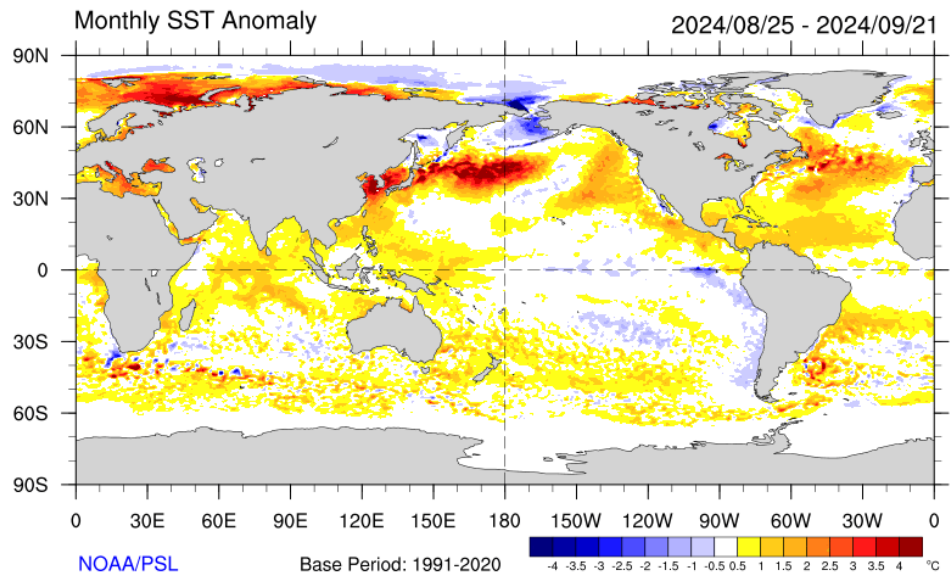 Monthly SST Anomaly 2024/08/25 - 2024/09/21
90N
60N
30N
0
30S
60S
90S
0 30E 60E 90E 120E 150E 180 150W 120W 90W 60W 30W 0
NOAA/PSL Base Period: 1991-2020
-4 -3.5 -3 -2.5 -2 -1.5 -1 -0.5 0.5 1 1.5 2 2.5 3 3.5 4 °C